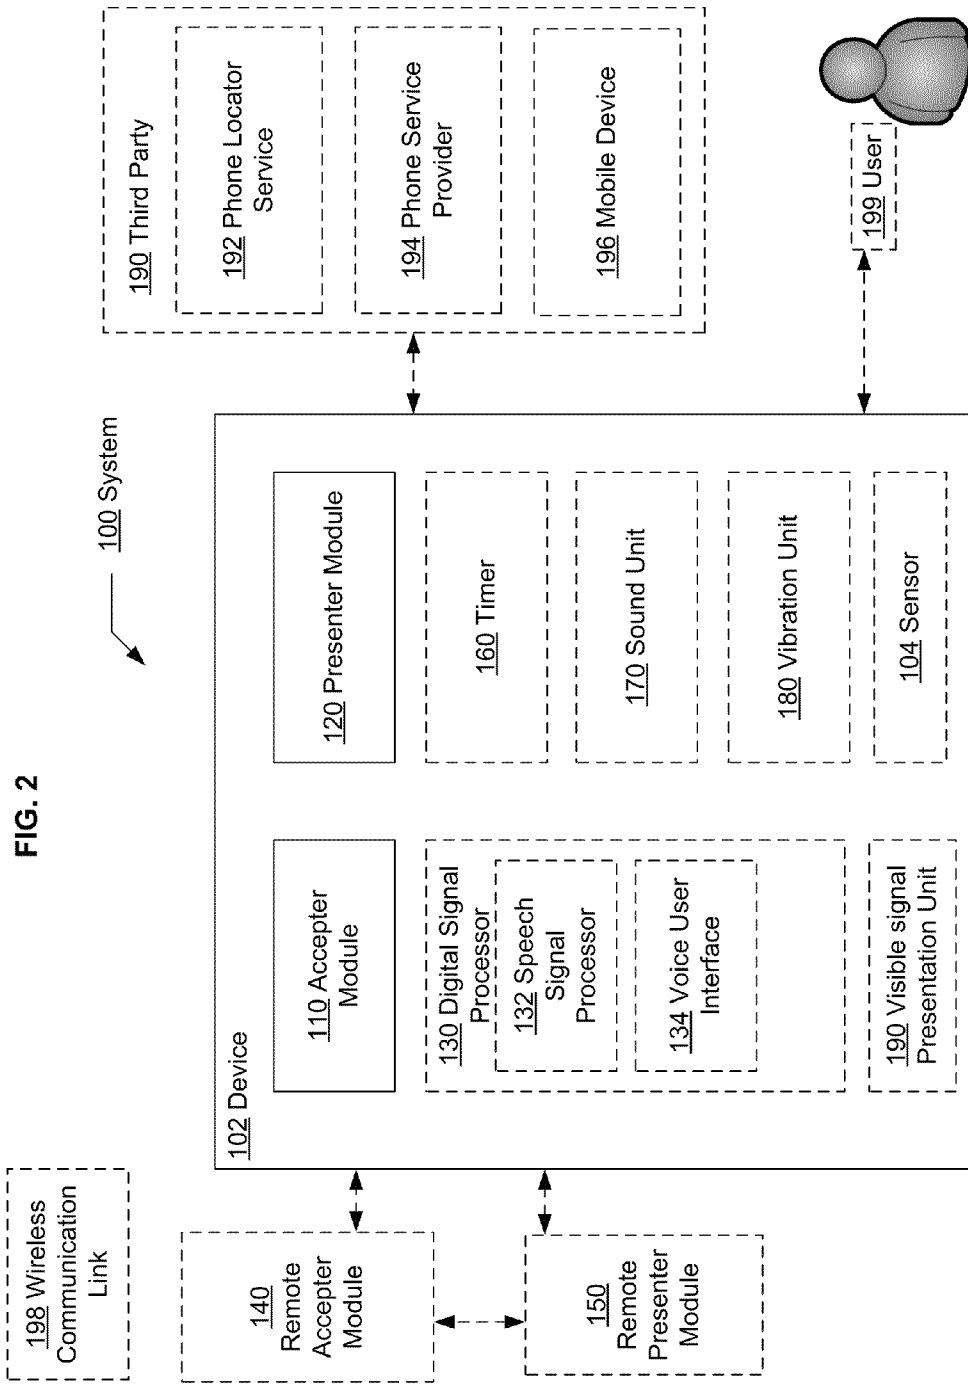 FIG. 2
100 System
198 Wireless
Communication
Link
140
Remote
Accepter
Module
150
Remote
Presenter
Module
102 Device
110 Accepter
Module
130 Digital Signal
Processor
132 Speech
Signal
Processor
134 Voice User
Interface
190 Visible signal
Presentation Unit
120 Presenter Module
160 Timer
170 Sound Unit
180 Vibration Unit
104 Sensor
190 Third Party
192 Phone Locator
Service
194 Phone Service
Provider
196 Mobile Device
199 User